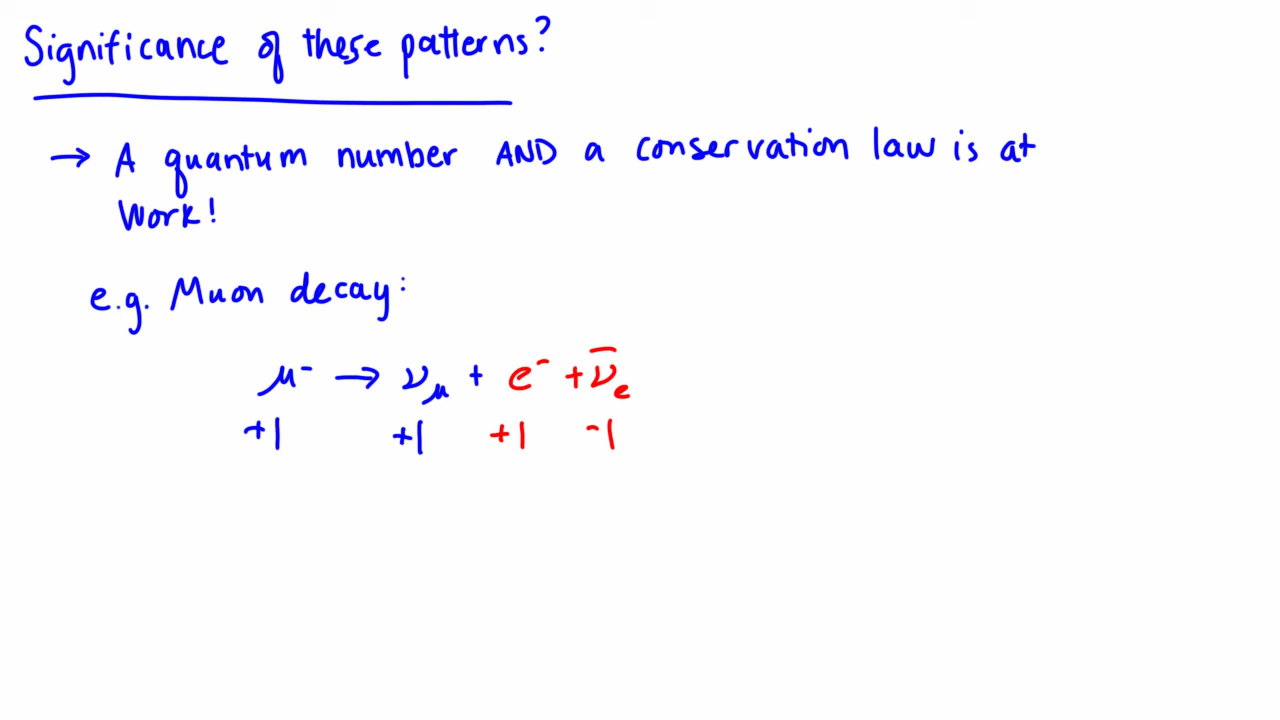 Significance of these patterns?
→ A quantum number AND a conservation law is at
Work!
e.g. Muon decay:
μ⁻ → ν_μ + e⁻ + ν̄_e
+1 +1 +1 -1